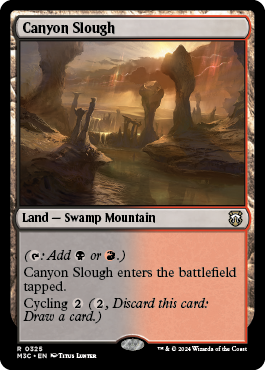 Canyon Slough
Land — Swamp Mountain
(T: Add B or R.)
Canyon Slough enters the battlefield
tapped.
Cycling 2 (2, Discard this card:
Draw a card.)
R 0325
M3C • EN Titus Lunter
™ & © 2024 Wizards of the Coast